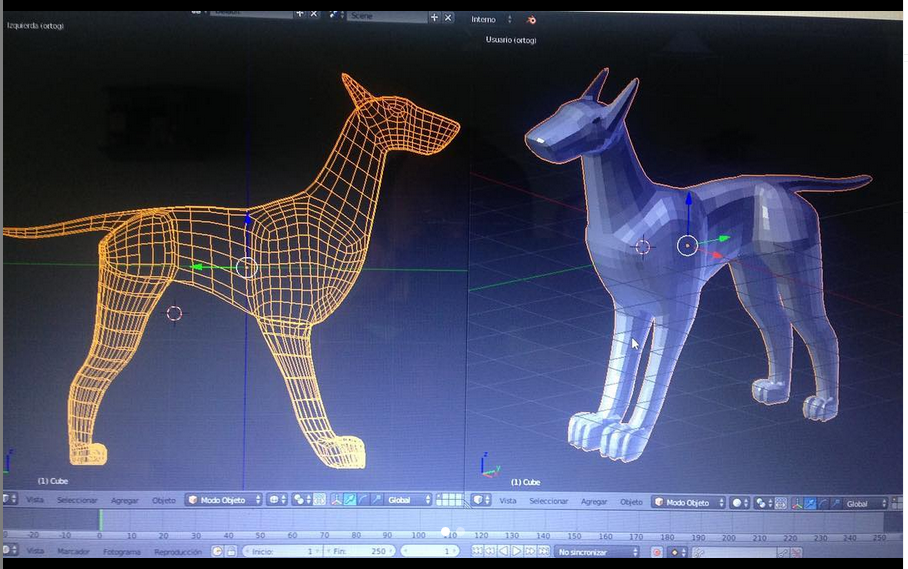 Default
Scene
Interno
Izquierda (ortog)
Usuario (ortog)
(1) Cube
(1) Cube
Vista Seleccionar Agregar Objeto Modo Objeto Global
Vista Seleccionar Agregar Objeto Modo Objeto Global
-20 -10 0 10 20 30 40 50 60 70 80 90 100 110 120 130 140 150 160 170 180 190 200 210 220 230 240 250
Vista Marcador Fotograma Reproducción Inicio: 1 Fin: 250 1 No sincronizar
z
y